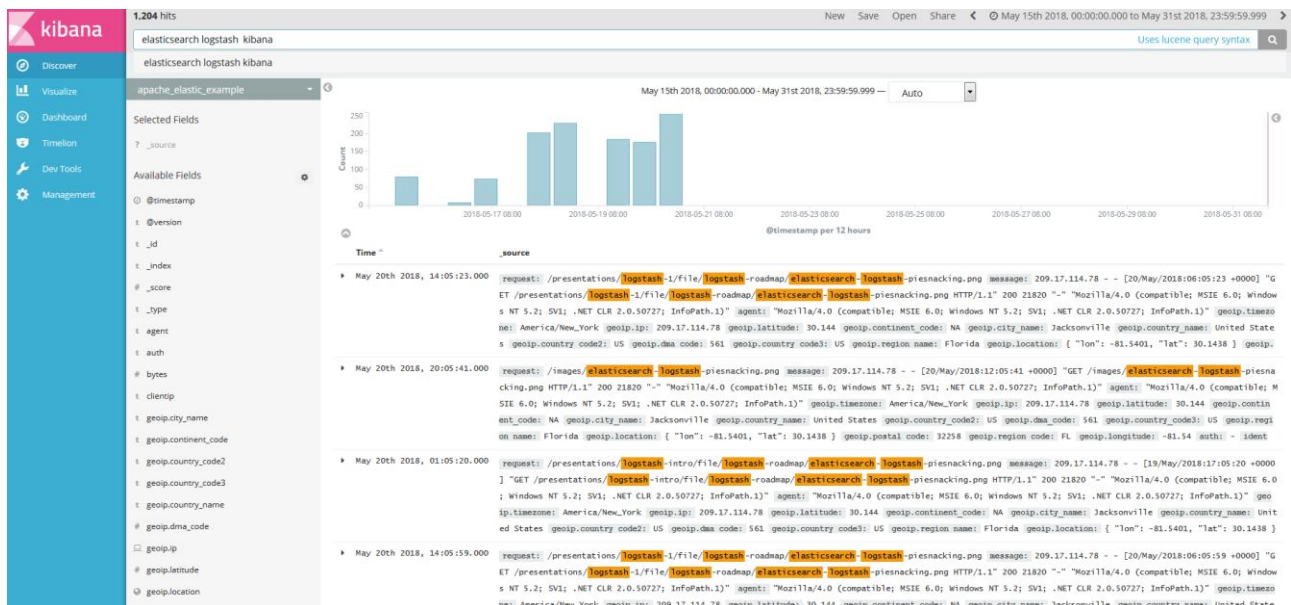 kibana
Discover
Visualize
Dashboard
Timelion
Dev Tools
Management
1,204 hits
New Save Open Share May 15th 2018, 00:00:00.000 to May 31st 2018, 23:59:59.999
elasticsearch logstash kibana
Uses lucene query syntax
elasticsearch logstash kibana
apache_elastic_example
Selected Fields
? _source
Available Fields
@timestamp
t @version
t _id
t _index
# _score
t _type
t agent
t auth
# bytes
t clientip
t geoip.city_name
t geoip.continent_code
t geoip.country_code2
t geoip.country_code3
t geoip.country_name
# geoip.dma_code
geoip.ip
# geoip.latitude
geoip.location
May 15th 2018, 00:00:00.000 - May 31st 2018, 23:59:59.999 — Auto
Count
250
200
150
100
50
0
2018-05-17 08:00 2018-05-19 08:00 2018-05-21 08:00 2018-05-23 08:00 2018-05-25 08:00 2018-05-27 08:00 2018-05-29 08:00 2018-05-31 08:00
@timestamp per 12 hours
Time _source
May 20th 2018, 14:05:23.000 request: /presentations/logstash-1/file/logstash-roadmap/elasticsearch-logstash-piesnacking.png message: 209.17.114.78 - - [20/May/2018:06:05:23 +0000] "G
ET /presentations/logstash-1/file/logstash-roadmap/elasticsearch-logstash-piesnacking.png HTTP/1.1" 200 21820 "-" "Mozilla/4.0 (compatible; MSIE 6.0; Window
s NT 5.2; SV1; .NET CLR 2.0.50727; InfoPath.1)" agent: "Mozilla/4.0 (compatible; MSIE 6.0; Windows NT 5.2; SV1; .NET CLR 2.0.50727; InfoPath.1)" geoip.timezo
ne: America/New_York geoip.ip: 209.17.114.78 geoip.latitude: 30.144 geoip.continent_code: NA geoip.city_name: Jacksonville geoip.country_name: United State
s geoip.country_code2: US geoip.dma_code: 561 geoip.country_code3: US geoip.region_name: Florida geoip.location: { "lon": -81.5401, "lat": 30.1438 } geoip.
May 20th 2018, 20:05:41.000 request: /images/elasticsearch-logstash-piesnacking.png message: 209.17.114.78 - - [20/May/2018:12:05:41 +0000] "GET /images/elasticsearch-logstash-piesna
cking.png HTTP/1.1" 200 21820 "-" "Mozilla/4.0 (compatible; MSIE 6.0; Windows NT 5.2; SV1; .NET CLR 2.0.50727; InfoPath.1)" agent: "Mozilla/4.0 (compatible; M
SIE 6.0; Windows NT 5.2; SV1; .NET CLR 2.0.50727; InfoPath.1)" geoip.timezone: America/New_York geoip.ip: 209.17.114.78 geoip.latitude: 30.144 geoip.contin
ent_code: NA geoip.city_name: Jacksonville geoip.country_name: United States geoip.country_code2: US geoip.dma_code: 561 geoip.country_code3: US geoip.regi
on_name: Florida geoip.location: { "lon": -81.5401, "lat": 30.1438 } geoip.postal_code: 32258 geoip.region_code: FL geoip.longitude: -81.54 auth: - ident
May 20th 2018, 01:05:20.000 request: /presentations/logstash-intro/file/logstash-roadmap/elasticsearch-logstash-piesnacking.png message: 209.17.114.78 - - [19/May/2018:17:05:20 +0000
] "GET /presentations/logstash-intro/file/logstash-roadmap/elasticsearch-logstash-piesnacking.png HTTP/1.1" 200 21820 "-" "Mozilla/4.0 (compatible; MSIE 6.0
; Windows NT 5.2; SV1; .NET CLR 2.0.50727; InfoPath.1)" agent: "Mozilla/4.0 (compatible; MSIE 6.0; Windows NT 5.2; SV1; .NET CLR 2.0.50727; InfoPath.1)" geo
ip.timezone: America/New_York geoip.ip: 209.17.114.78 geoip.latitude: 30.144 geoip.continent_code: NA geoip.city_name: Jacksonville geoip.country_name: Unit
ed States geoip.country_code2: US geoip.dma_code: 561 geoip.country_code3: US geoip.region_name: Florida geoip.location: { "lon": -81.5401, "lat": 30.1438 }
May 20th 2018, 14:05:59.000 request: /presentations/logstash-1/file/logstash-roadmap/elasticsearch-logstash-piesnacking.png message: 209.17.114.78 - - [20/May/2018:06:05:59 +0000] "G
ET /presentations/logstash-1/file/logstash-roadmap/elasticsearch-logstash-piesnacking.png HTTP/1.1" 200 21820 "-" "Mozilla/4.0 (compatible; MSIE 6.0; Window
s NT 5.2; SV1; .NET CLR 2.0.50727; InfoPath.1)" agent: "Mozilla/4.0 (compatible; MSIE 6.0; Windows NT 5.2; SV1; .NET CLR 2.0.50727; InfoPath.1)" geoip.timezo